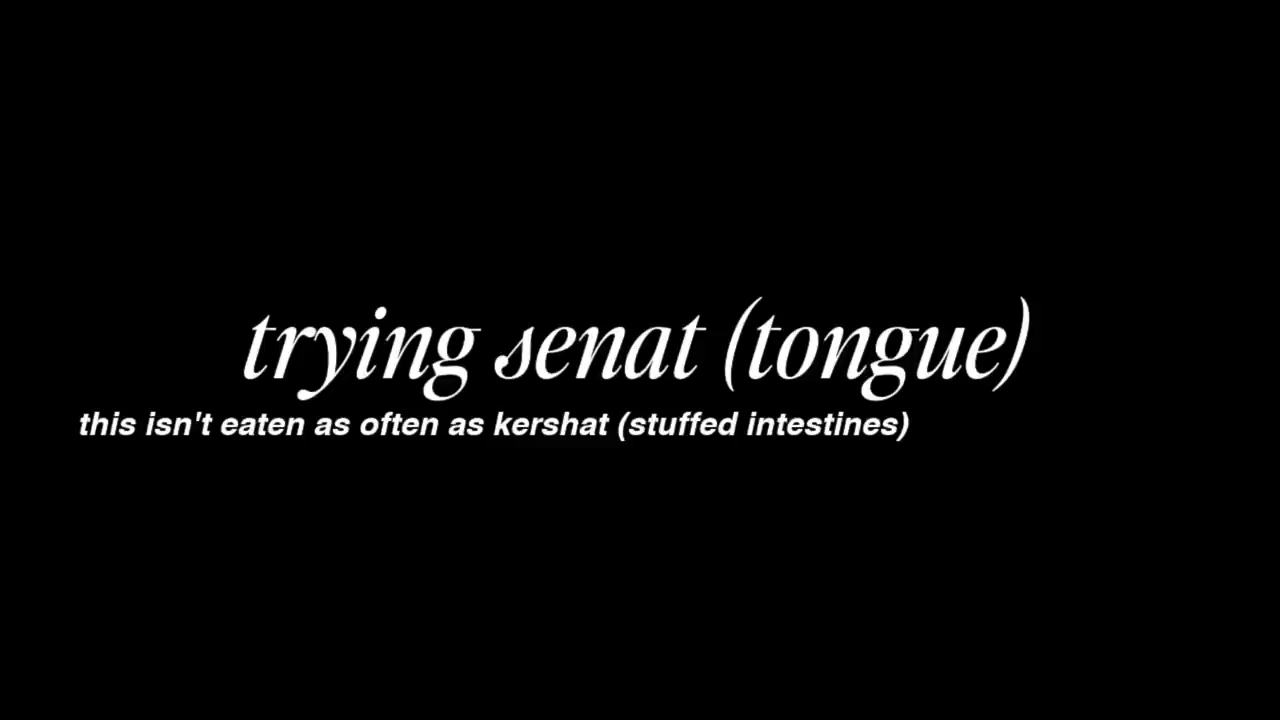 trying senat (tongue)
this isn't eaten as often as kershat (stuffed intestines)